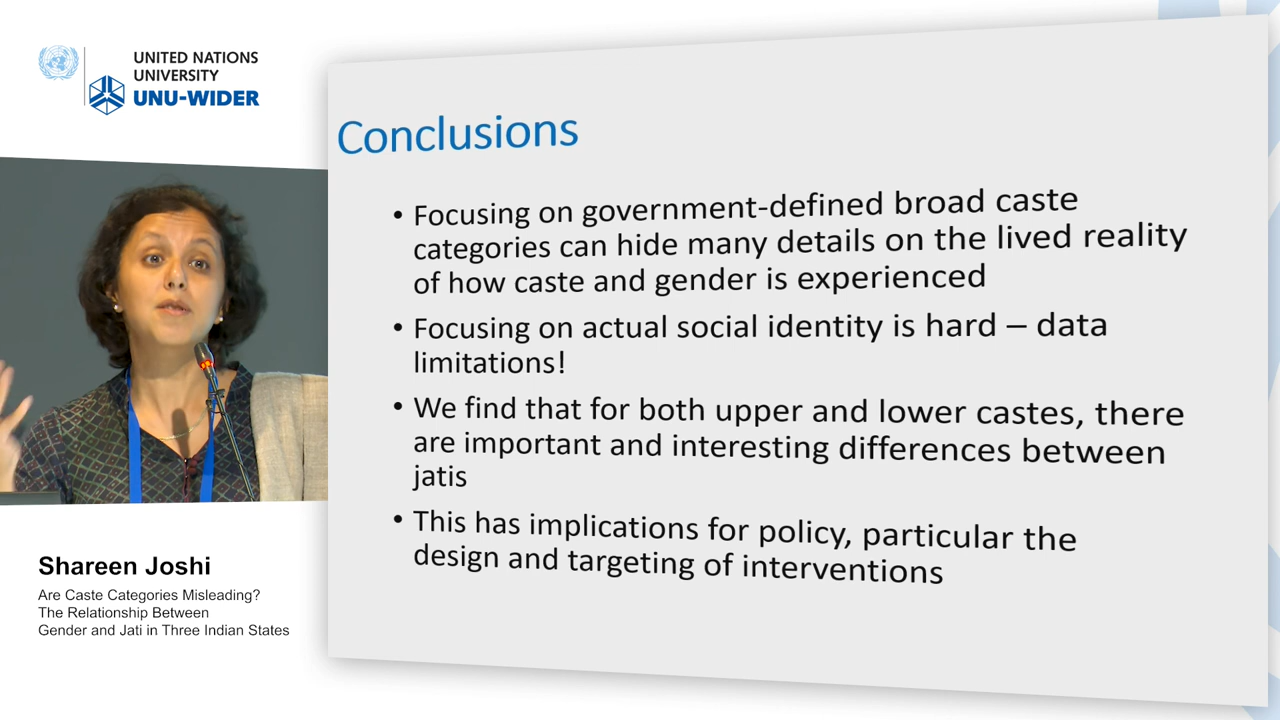 UNITED NATIONS
UNIVERSITY
UNU-WIDER
Conclusions
• Focusing on government-defined broad caste
categories can hide many details on the lived reality
of how caste and gender is experienced
• Focusing on actual social identity is hard – data
limitations!
• We find that for both upper and lower castes, there
are important and interesting differences between
jatis
• This has implications for policy, particular the
design and targeting of interventions
Shareen Joshi
Are Caste Categories Misleading?
The Relationship Between
Gender and Jati in Three Indian States